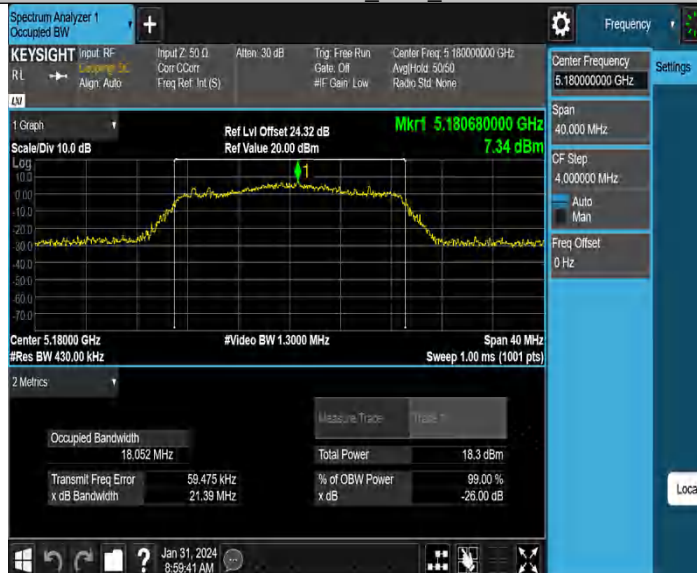 Spectrum Analyzer 1
Occupied BW
+
Frequency
KEYSIGHT Input: RF
RL
Align: Auto
Input Z: 50 Ω
Corr CCorr
Freq Ref: Int (S)
Atten: 30 dB
Trig: Free Run
Gate: Off
#IF Gain: Low
Center Freq: 5.180000000 GHz
Avg|Hold: 50/50
Radio Std: None
LNI
Center Frequency
5.180000000 GHz
Settings
Span
40.000 MHz
CF Step
4.000000 MHz
Auto
Man
Freq Offset
0 Hz
1 Graph
Scale/Div 10.0 dB
Ref Lvl Offset 24.32 dB
Ref Value 20.00 dBm
Mkr1 5.180680000 GHz
7.34 dBm
Log
10.0
0.00
-10.0
-20.0
-30.0
-40.0
-50.0
-60.0
-70.0
1
Center 5.18000 GHz
#Res BW 430.00 kHz
#Video BW 1.3000 MHz
Span 40 MHz
Sweep 1.00 ms (1001 pts)
2 Metrics
Measure Trace Trace 1
Occupied Bandwidth
18.052 MHz
Total Power 18.3 dBm
Transmit Freq Error 59.475 kHz
% of OBW Power 99.00 %
x dB Bandwidth 21.39 MHz
x dB -26.00 dB
Loca
?
Jan 31, 2024
8:59:41 AM